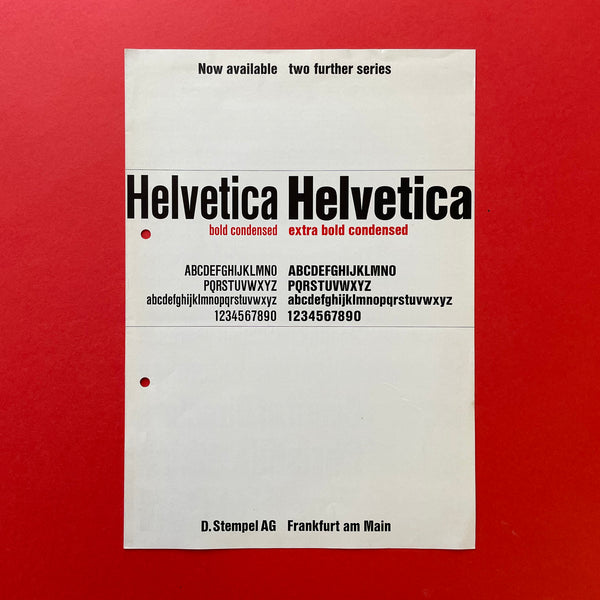 Now available two further series
Helvetica Helvetica
bold condensed extra bold condensed
ABCDEFGHIJKLMNO ABCDEFGHIJKLMNO
PQRSTUVWXYZ PQRSTUVWXYZ
abcdefghijklmnopqrstuvwxyz abcdefghijklmnopqrstuvwxyz
1234567890 1234567890
D. Stempel AG Frankfurt am Main